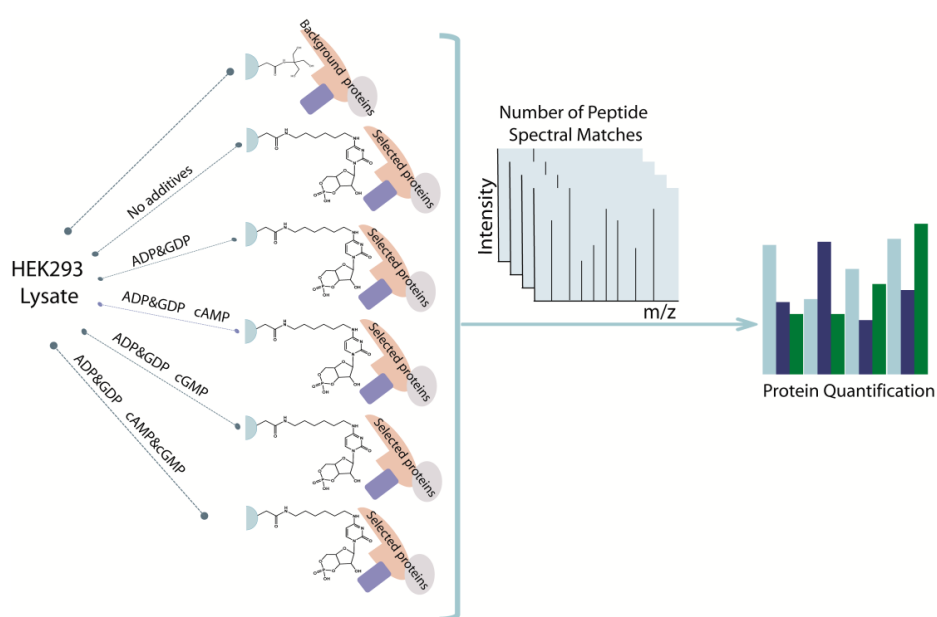 Background
proteins
No additives
Selected proteins
ADP&GDP
Selected proteins
HEK293
Lysate
ADP&GDP cAMP
Selected proteins
ADP&GDP cGMP
Selected proteins
ADP&GDP cAMP&cGMP
Selected proteins
Number of Peptide
Spectral Matches
Intensity
m/z
Protein Quantification